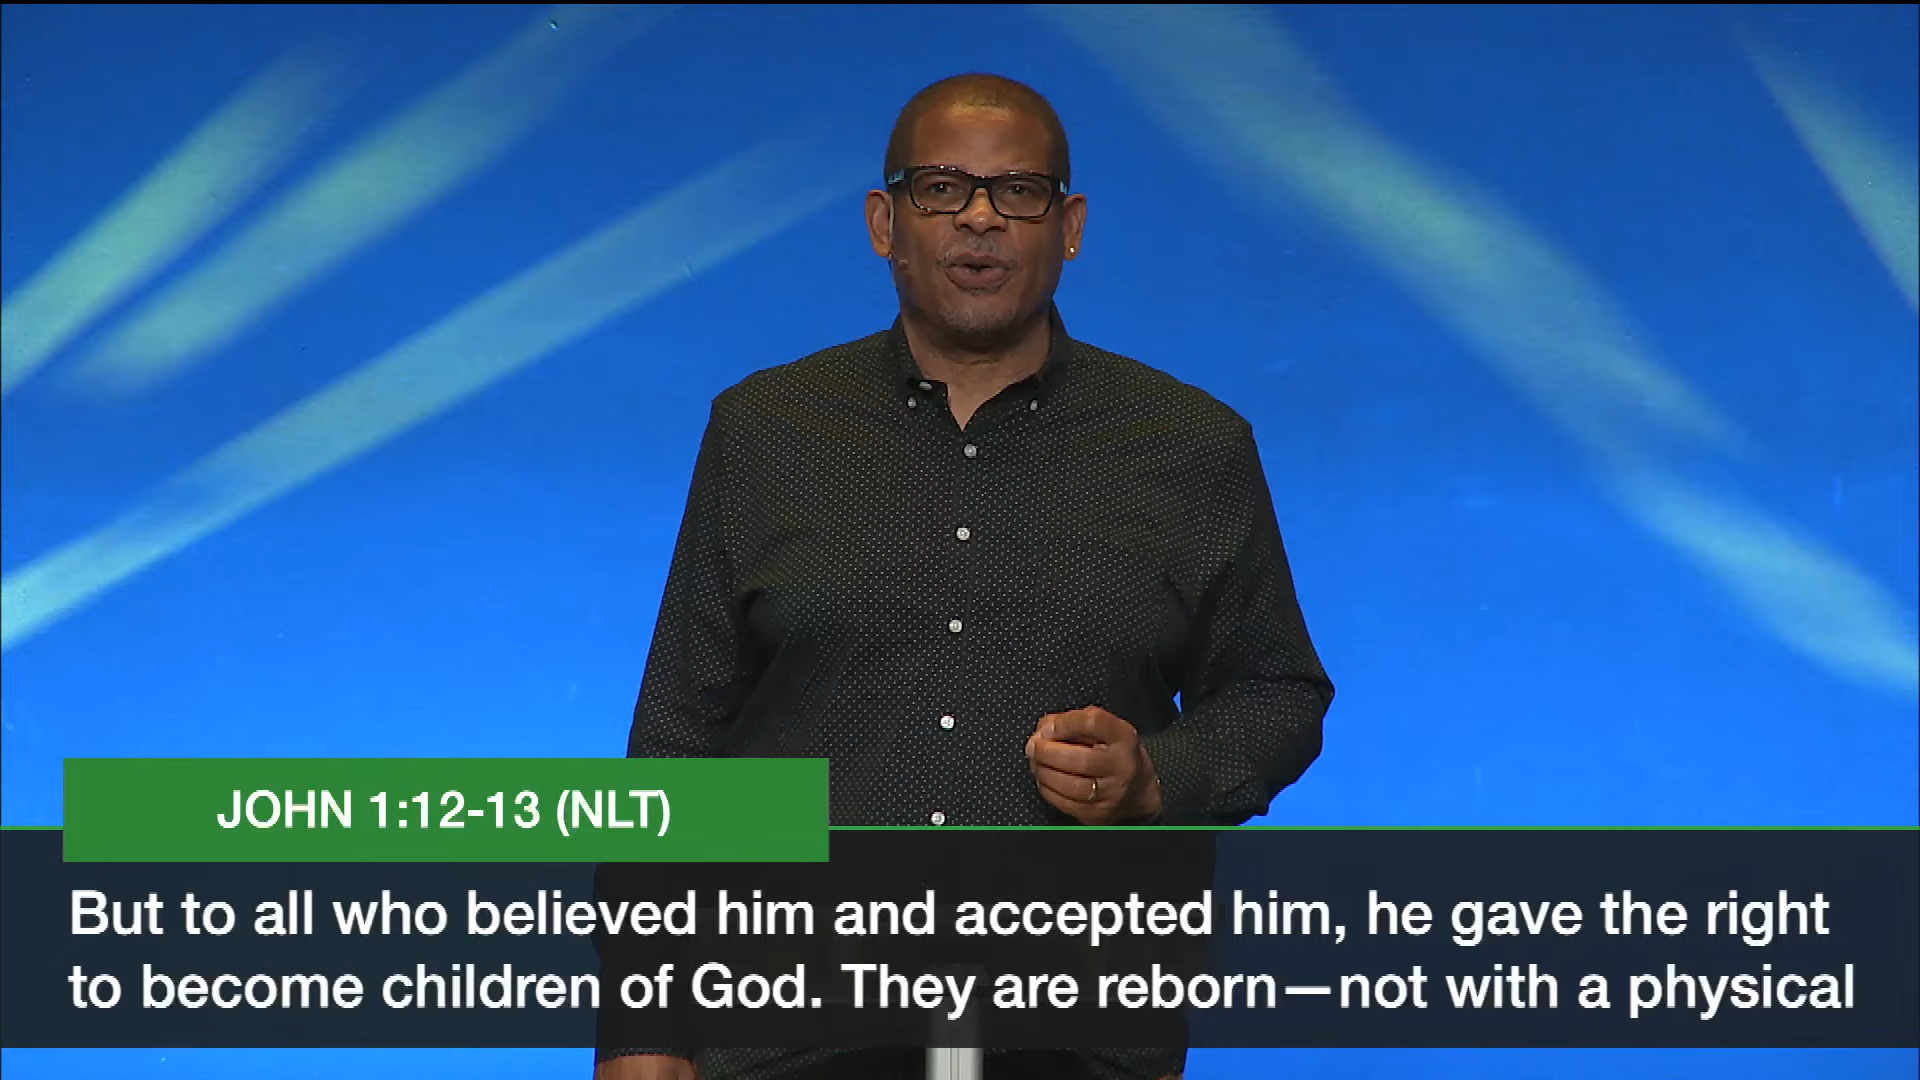 JOHN 1:12-13 (NLT)
But to all who believed him and accepted him, he gave the right
to become children of God. They are reborn—not with a physical